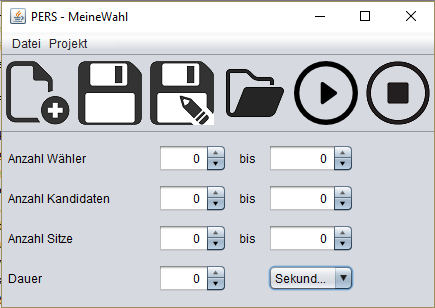 PERS - MeineWahl
Datei Projekt
Anzahl Wähler 0 bis 0
Anzahl Kandidaten 0 bis 0
Anzahl Sitze 0 bis 0
Dauer 0 Sekund...